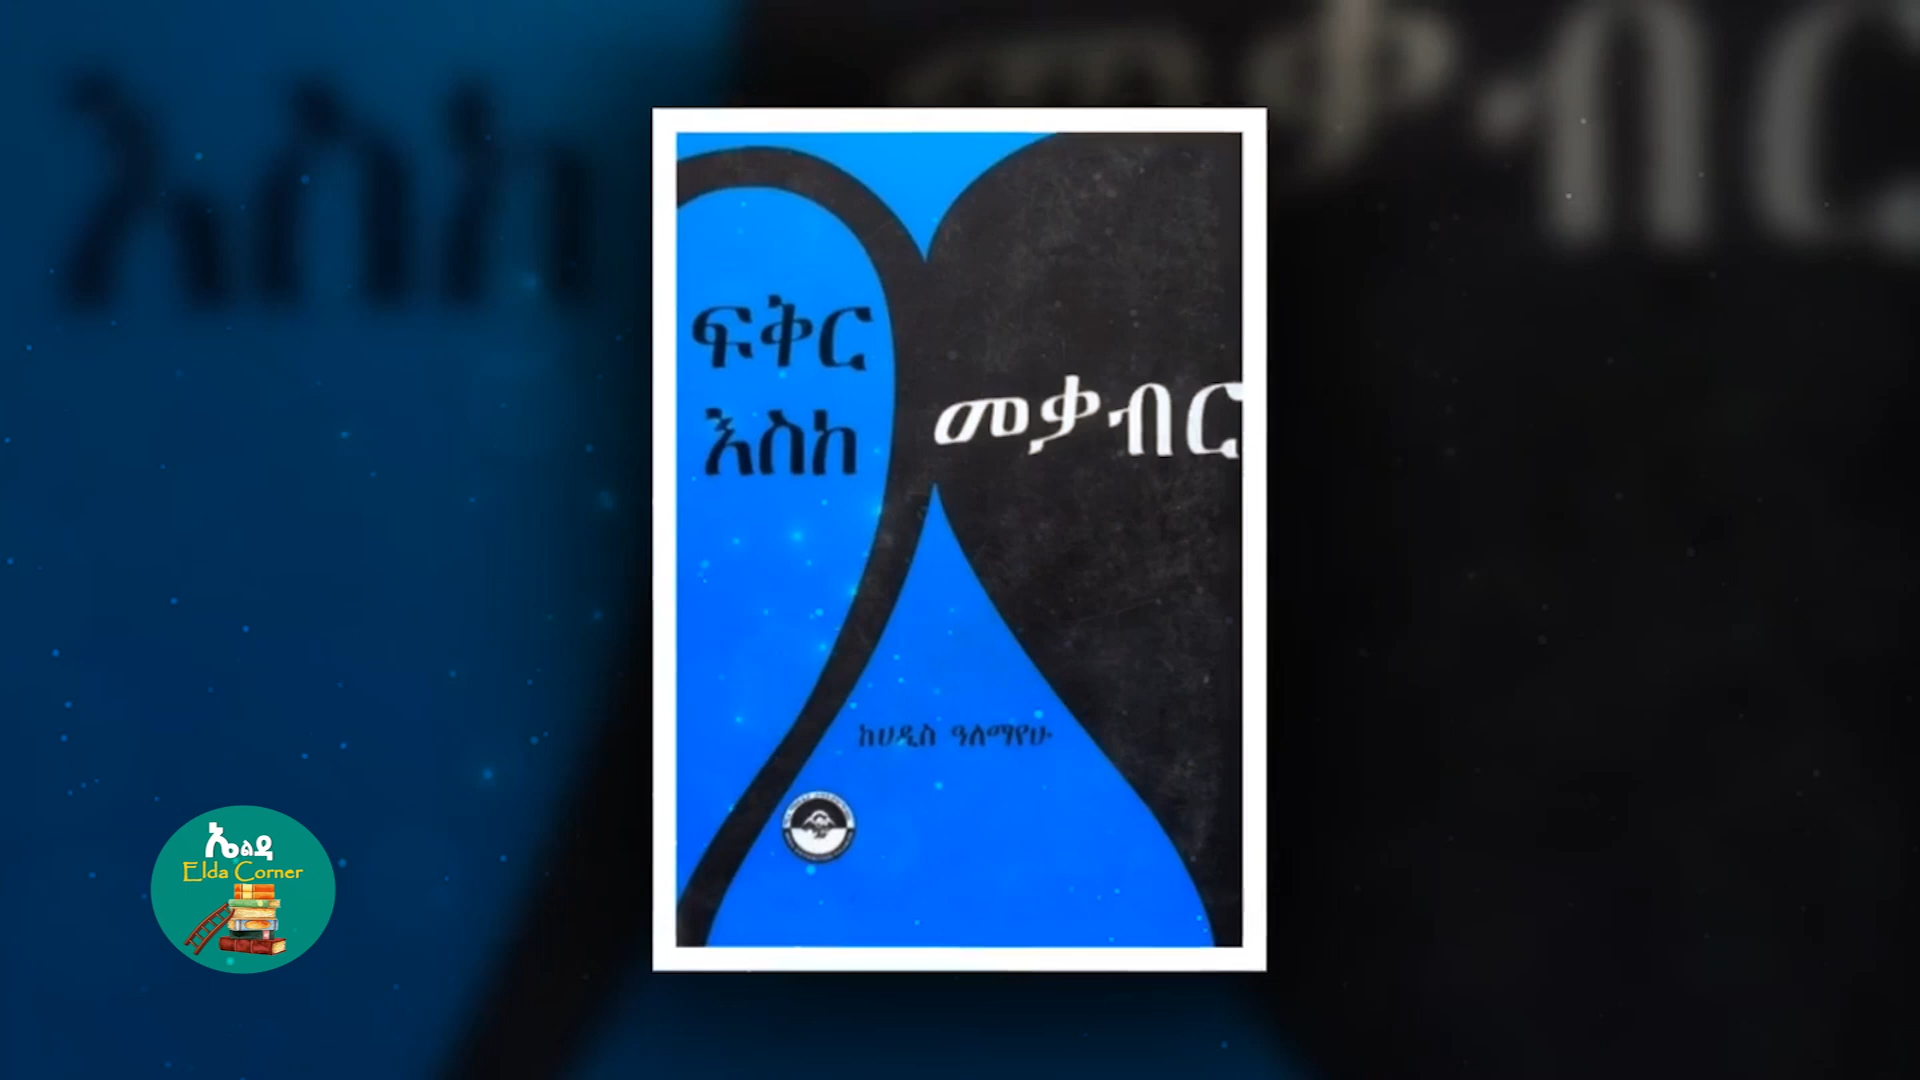 ፍቅር
እስከ
መቃብር
ከሀዲስ ዓለማየሁ
ኤልዳ
Elda Corner